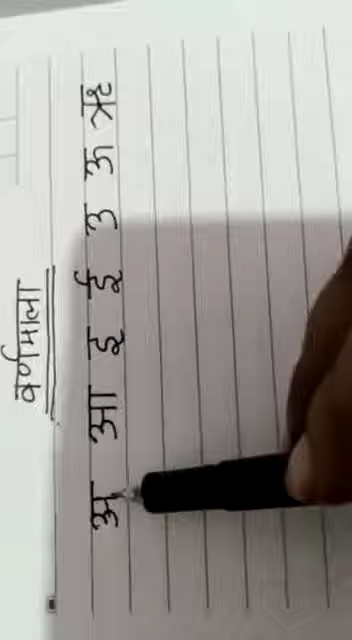 वर्णमाला
अ आ इ ई उ ऊ ऋ